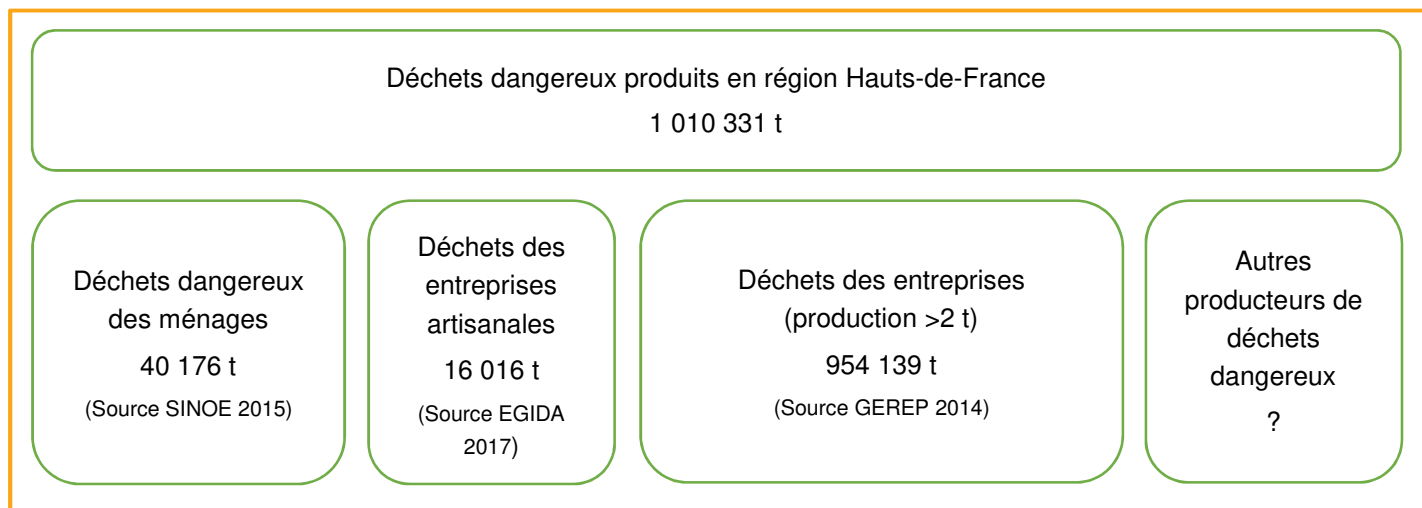 Déchets dangereux produits en région Hauts-de-France
1 010 331 t
Déchets dangereux
des ménages
40 176 t
(Source SINOE 2015)
Déchets des
entreprises
artisanales
16 016 t
(Source EGIDA
2017)
Déchets des entreprises
(production >2 t)
954 139 t
(Source GEREP 2014)
Autres
producteurs de
déchets
dangereux
?